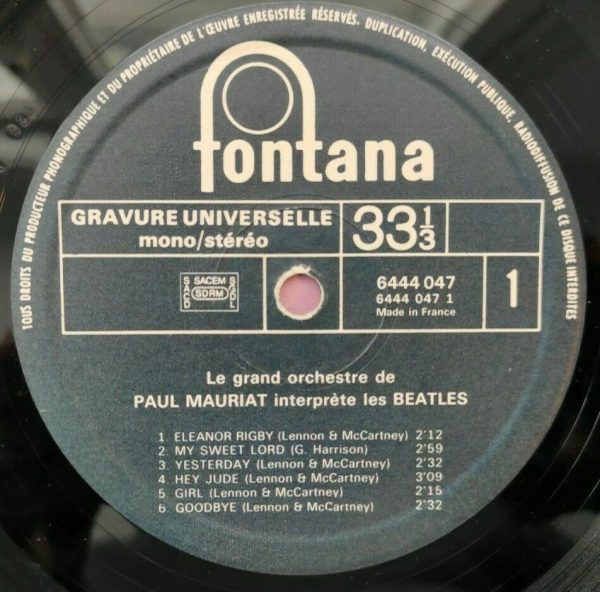 TOUS DROITS DU PRODUCTEUR PHONOGRAPHIQUE ET DU PROPRIÉTAIRE DE L'ŒUVRE ENREGISTRÉE RÉSERVÉS. DUPLICATION, EXÉCUTION PUBLIQUE, RADIODIFFUSION DE CE DISQUE INTERDITES
fontana
GRAVURE UNIVERSELLE
mono/stéréo
33 1/3
SACEM
SACD
SDRM
SGDL
6444 047
6444 047 1
Made in France
1
Le grand orchestre de
PAUL MAURIAT interprète les BEATLES
1. ELEANOR RIGBY (Lennon & McCartney) 2'12
2. MY SWEET LORD (G. Harrison) 2'59
3. YESTERDAY (Lennon & McCartney) 2'32
4 HEY JUDE (Lennon & McCartney) 3'09
5 GIRL (Lennon & McCartney) 2'15
6 GOODBYE (Lennon & McCartney) 2'32